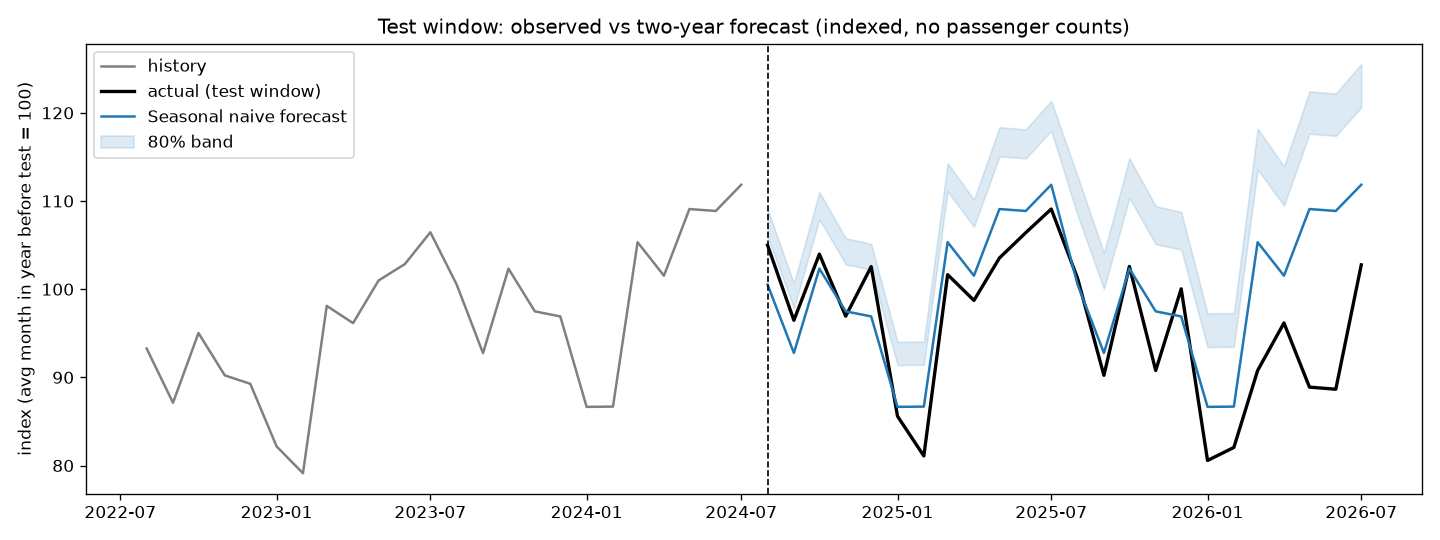 Test window: observed vs two-year forecast (indexed, no passenger counts)
history
actual (test window)
Seasonal naive forecast
80% band
index (avg month in year before test = 100)
120
110
100
90
80
2022-07
2023-01
2023-07
2024-01
2024-07
2025-01
2025-07
2026-01
2026-07